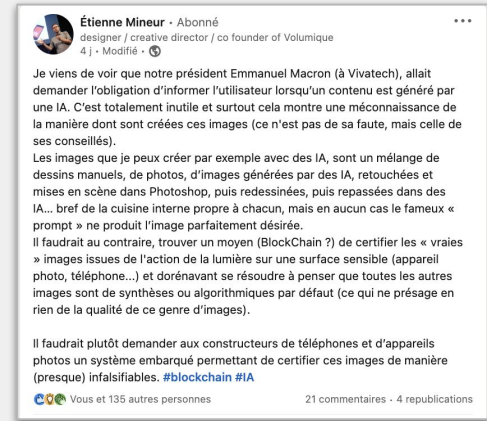 Étienne Mineur • Abonné
designer / creative director / co founder of Volumique
4 j • Modifié •
Je viens de voir que notre président Emmanuel Macron (à Vivatech), allait
demander l'obligation d'informer l'utilisateur lorsqu'un contenu est généré par
une IA. C'est totalement inutile et surtout cela montre une méconnaissance de
la manière dont sont créées ces images (ce n'est pas de sa faute, mais celle de
ses conseillés).
Les images que je peux créer par exemple avec des IA, sont un mélange de
dessins manuels, de photos, d'images générées par des IA, retouchées et
mises en scène dans Photoshop, puis redessinées, puis repassées dans des
IA... bref de la cuisine interne propre à chacun, mais en aucun cas le fameux «
prompt » ne produit l'image parfaitement désirée.
Il faudrait au contraire, trouver un moyen (BlockChain ?) de certifier les « vraies
» images issues de l'action de la lumière sur une surface sensible (appareil
photo, téléphone...) et dorénavant se résoudre à penser que toutes les autres
images sont de synthèses ou algorithmiques par défaut (ce qui ne présage en
rien de la qualité de ce genre d'images).
Il faudrait plutôt demander aux constructeurs de téléphones et d'appareils
photos un système embarqué permettant de certifier ces images de manière
(presque) infalsifiables. #blockchain #IA
Vous et 135 autres personnes
21 commentaires • 4 republications